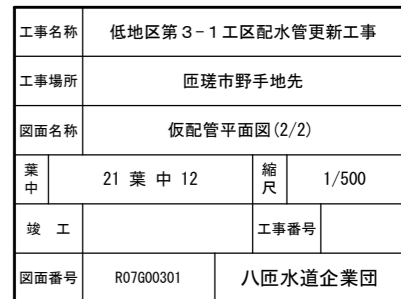 工事名称 低地区第３-１工区配水管更新工事
工事場所 匝瑳市野手地先
図面名称 仮配管平面図(2/2)
葉中 21 葉 中 12 縮尺 1/500
竣 工 工事番号
図面番号 R07G00301 八匝水道企業団